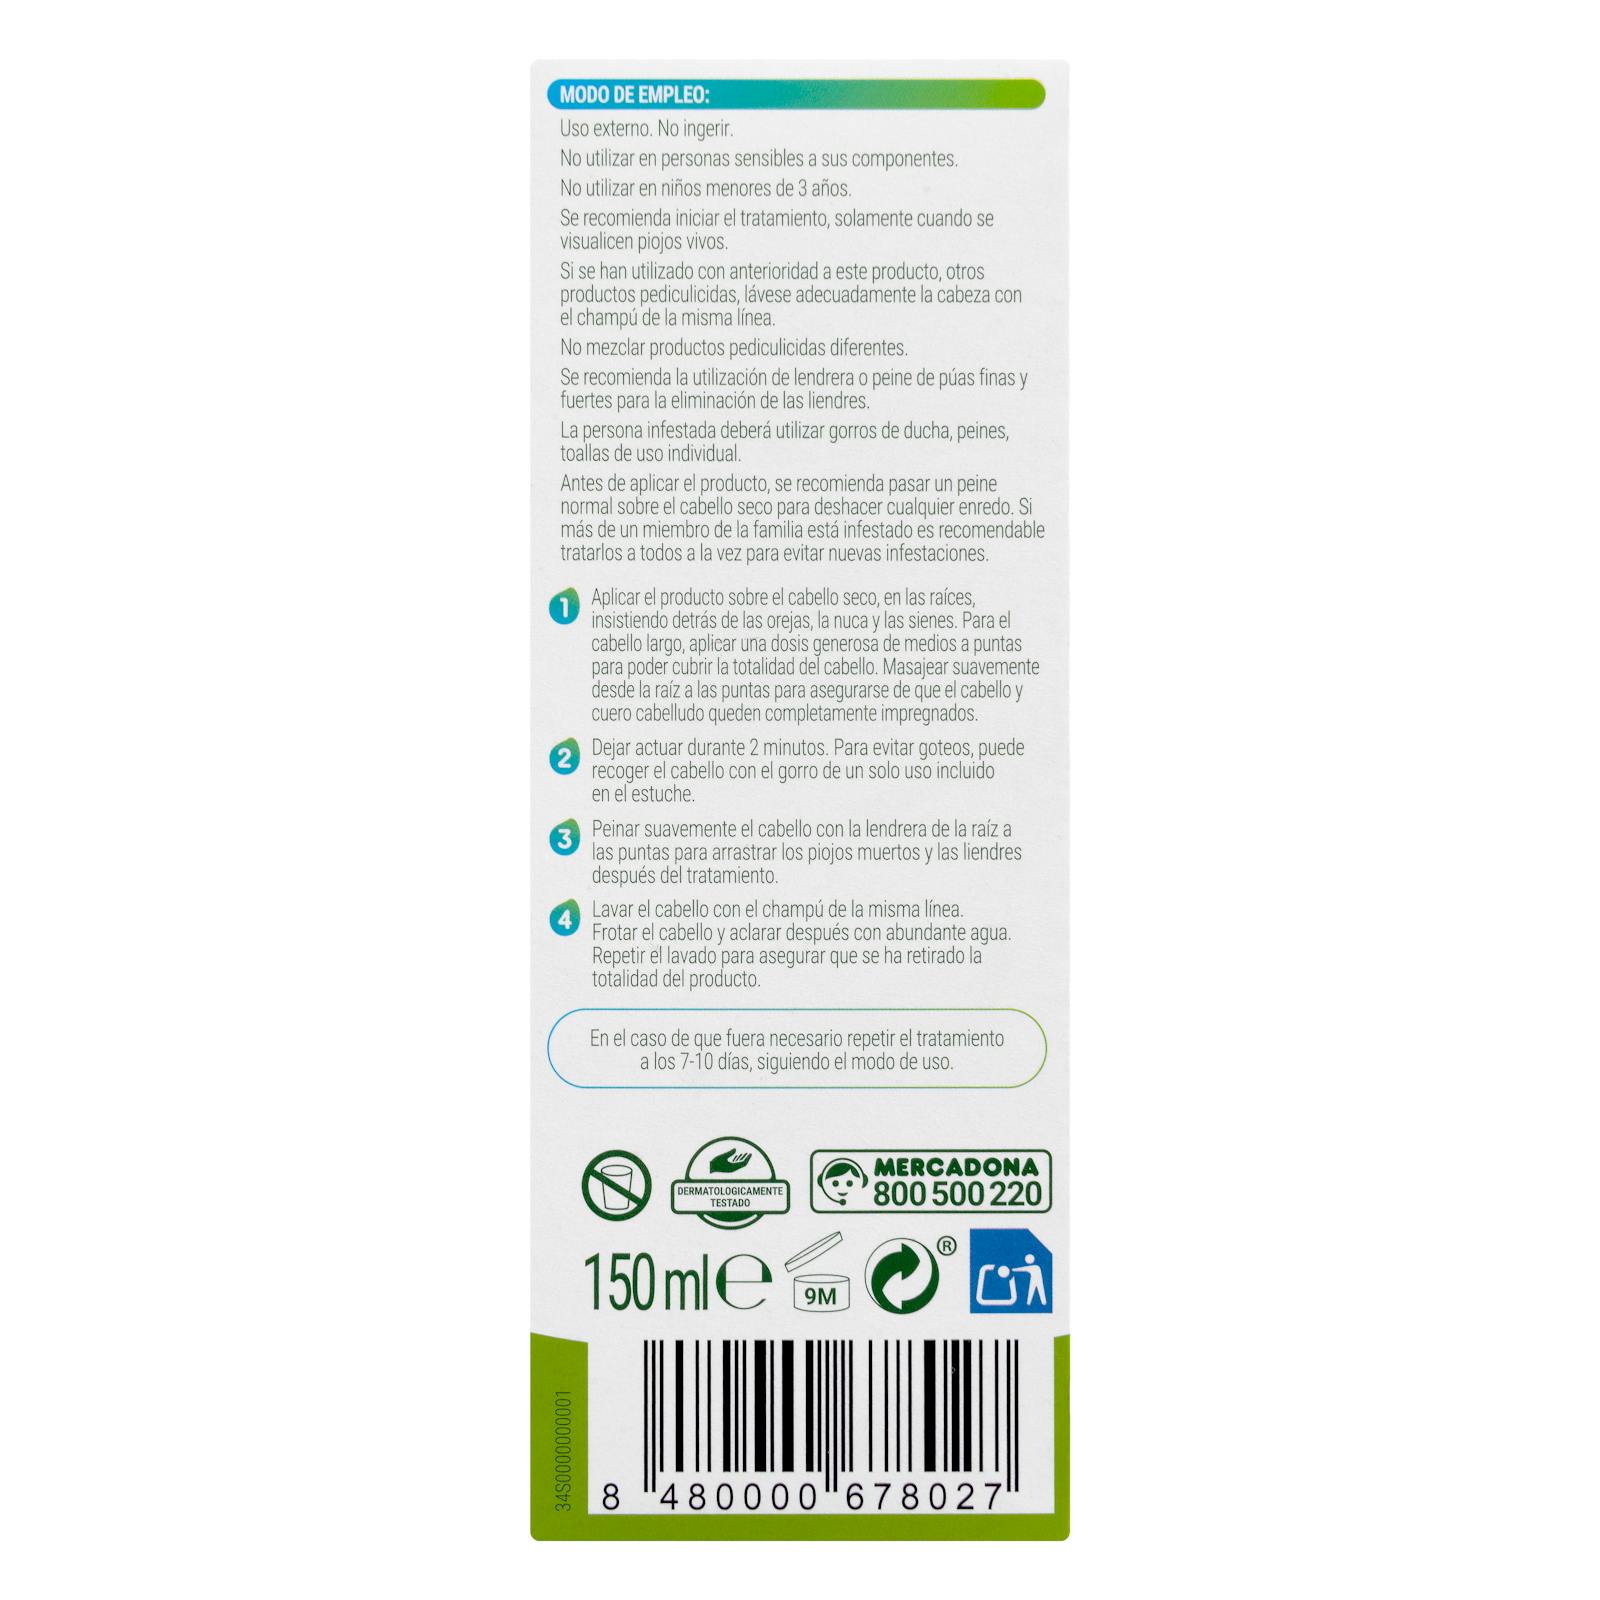 MODO DE EMPLEO:
Uso externo. No ingerir.
No utilizar en personas sensibles a sus componentes.
No utilizar en niños menores de 3 años.
Se recomienda iniciar el tratamiento, solamente cuando se
visualicen piojos vivos.
Si se han utilizado con anterioridad a este producto, otros
productos pediculicidas, lávese adecuadamente la cabeza con
el champú de la misma línea.
No mezclar productos pediculicidas diferentes.
Se recomienda la utilización de lendrera o peine de púas finas y
fuertes para la eliminación de las liendres.
La persona infestada deberá utilizar gorros de ducha, peines,
toallas de uso individual.
Antes de aplicar el producto, se recomienda pasar un peine
normal sobre el cabello seco para deshacer cualquier enredo. Si
más de un miembro de la familia está infestado es recomendable
tratarlos a todos a la vez para evitar nuevas infestaciones.
1 Aplicar el producto sobre el cabello seco, en las raíces,
insistiendo detrás de las orejas, la nuca y las sienes. Para el
cabello largo, aplicar una dosis generosa de medios a puntas
para poder cubrir la totalidad del cabello. Masajear suavemente
desde la raíz a las puntas para asegurarse de que el cabello y
cuero cabelludo queden completamente impregnados.
2 Dejar actuar durante 2 minutos. Para evitar goteos, puede
recoger el cabello con el gorro de un solo uso incluido
en el estuche.
3 Peinar suavemente el cabello con la lendrera de la raíz a
las puntas para arrastrar los piojos muertos y las liendres
después del tratamiento.
4 Lavar el cabello con el champú de la misma línea.
Frotar el cabello y aclarar después con abundante agua.
Repetir el lavado para asegurar que se ha retirado la
totalidad del producto.
En el caso de que fuera necesario repetir el tratamiento
a los 7-10 días, siguiendo el modo de uso.
DERMATOLOGICAMENTE
TESTADO
MERCADONA
800 500 220
150 ml e
9M
®
34S0000000001
8 480000 678027